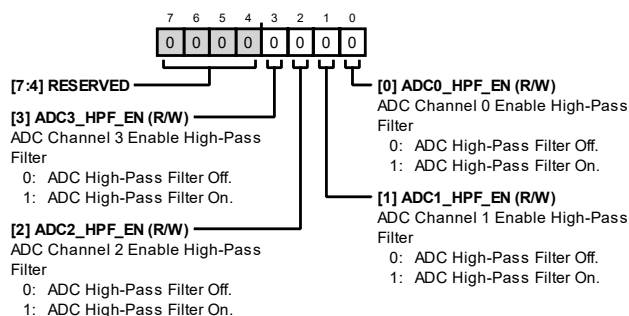 7 6 5 4 3 2 1 0
0 0 0 0 0 0 0 0
[7:4] RESERVED
[3] ADC3_HPF_EN (R/W)
ADC Channel 3 Enable High-Pass
Filter
0: ADC High-Pass Filter Off.
1: ADC High-Pass Filter On.
[2] ADC2_HPF_EN (R/W)
ADC Channel 2 Enable High-Pass
Filter
0: ADC High-Pass Filter Off.
1: ADC High-Pass Filter On.
[0] ADC0_HPF_EN (R/W)
ADC Channel 0 Enable High-Pass
Filter
0: ADC High-Pass Filter Off.
1: ADC High-Pass Filter On.
[1] ADC1_HPF_EN (R/W)
ADC Channel 1 Enable High-Pass
Filter
0: ADC High-Pass Filter Off.
1: ADC High-Pass Filter On.